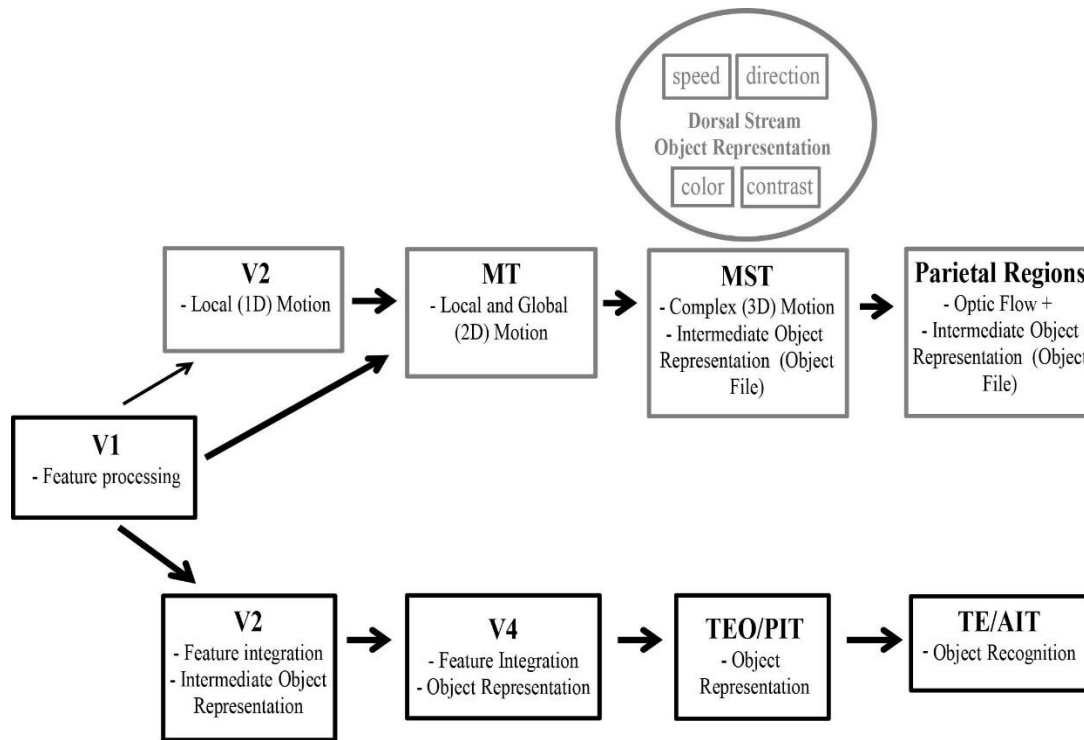 speed direction
Dorsal Stream
Object Representation
color contrast
V2
- Local (1D) Motion
MT
- Local and Global
(2D) Motion
MST
- Complex (3D) Motion
- Intermediate Object
Representation (Object
File)
Parietal Regions
- Optic Flow +
- Intermediate Object
Representation (Object
File)
V1
- Feature processing
V2
- Feature integration
- Intermediate Object
Representation
V4
- Feature Integration
- Object Representation
TEO/PIT
- Object
Representation
TE/AIT
- Object Recognition